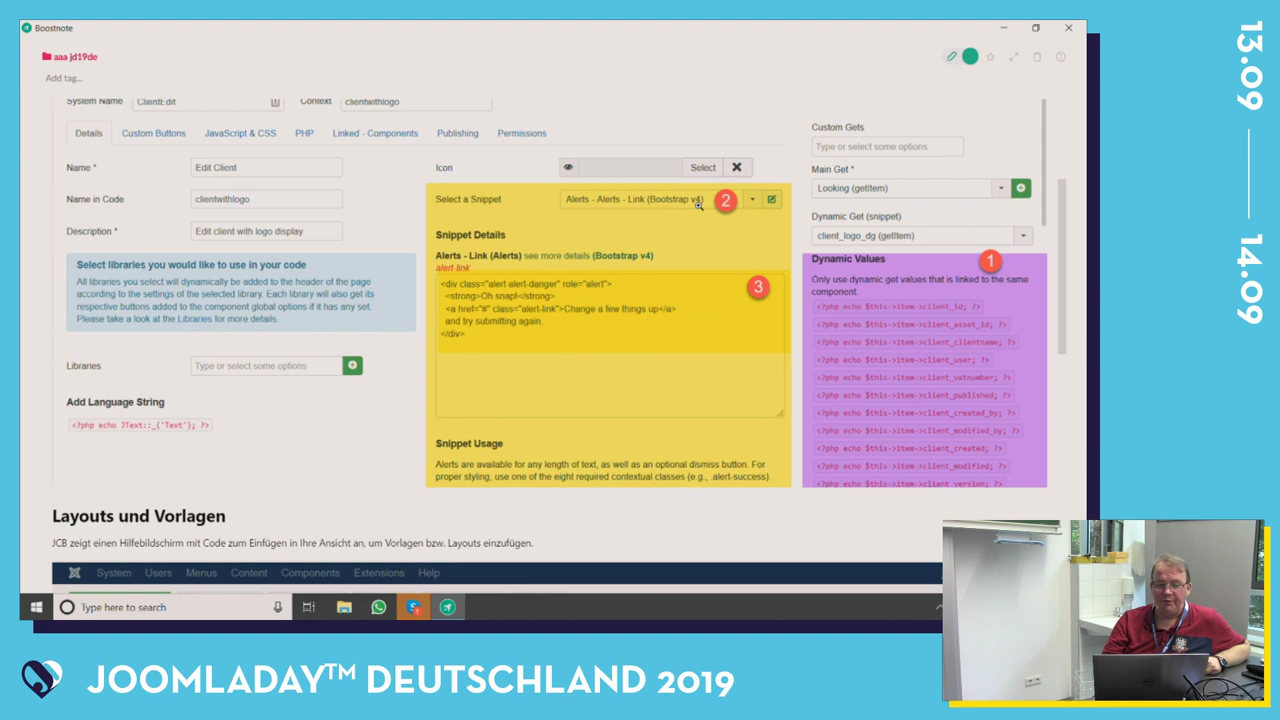 Boostnote
aaa jd19de
Add tag...
System Name ClientEdit Context clientwithlogo
Details Custom Buttons JavaScript & CSS PHP Linked - Components Publishing Permissions
Name * Edit Client
Name in Code clientwithlogo
Description * Edit client with logo display
Select libraries you would like to use in your code
All libraries you select will dynamically be added to the header of the page
according to the settings of the selected library. Each library will also get its
respective buttons added to the component global options if it has any set.
Please take a look at the Libraries for more details.
Libraries Type or select some options
Add Language String
<?php echo JText::_('Text'); ?>
Icon Select
Select a Snippet Alerts - Alerts - Link (Bootstrap v4) 2
Snippet Details
Alerts - Link (Alerts) see more details (Bootstrap v4)
alert-link
<div class="alert alert-danger" role="alert"> 3
<strong>Oh snap!</strong>
<a href="#" class="alert-link">Change a few things up</a>
and try submitting again.
</div>
Snippet Usage
Alerts are available for any length of text, as well as an optional dismiss button. For
proper styling, use one of the eight required contextual classes (e.g., .alert-success).
Custom Gets
Type or select some options
Main Get *
Looking (getItem)
Dynamic Get (snippet)
client_logo_dg (getItem)
Dynamic Values 1
Only use dynamic get values that is linked to the same
component.
<?php echo $this->item->client_id; ?>
<?php echo $this->item->client_asset_id; ?>
<?php echo $this->item->client_clientname; ?>
<?php echo $this->item->client_user; ?>
<?php echo $this->item->client_vatnumber; ?>
<?php echo $this->item->client_published; ?>
<?php echo $this->item->client_created_by; ?>
<?php echo $this->item->client_modified_by; ?>
<?php echo $this->item->client_created; ?>
<?php echo $this->item->client_modified; ?>
<?php echo $this->item->client_version; ?>
Layouts und Vorlagen
JCB zeigt einen Hilfebildschirm mit Code zum Einfügen in Ihre Ansicht an, um Vorlagen bzw. Layouts einzufügen.
System Users Menus Content Components Extensions Help
Type here to search
13.09
14.09
JOOMLADAY™ DEUTSCHLAND 2019